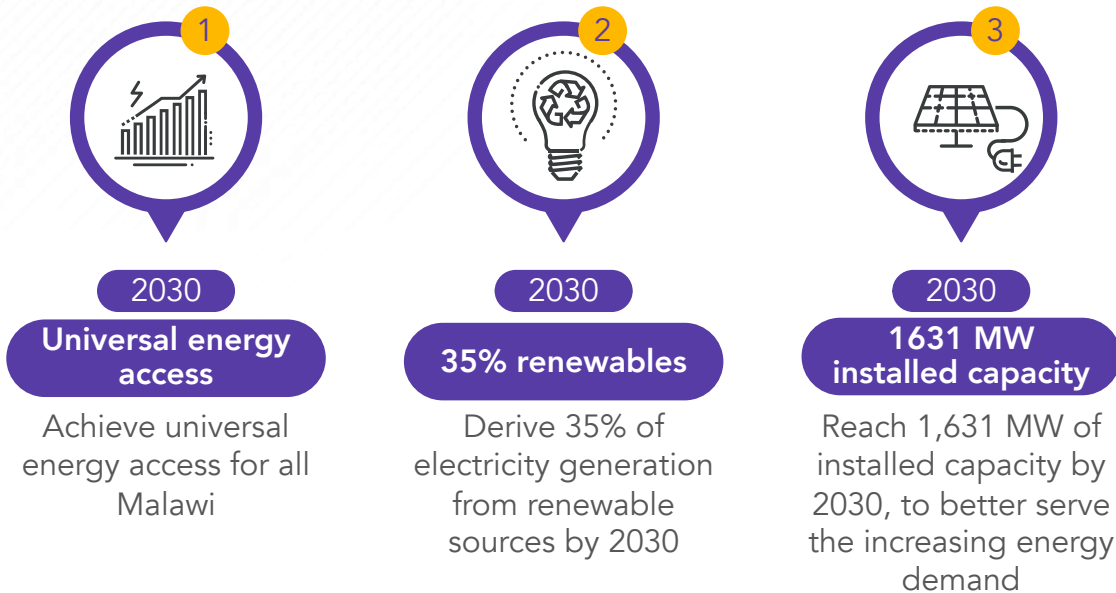 1
2030
Universal energy
access
Achieve universal
energy access for all
Malawi
2
2030
35% renewables
Derive 35% of
electricity generation
from renewable
sources by 2030
3
2030
1631 MW
installed capacity
Reach 1,631 MW of
installed capacity by
2030, to better serve
the increasing energy
demand